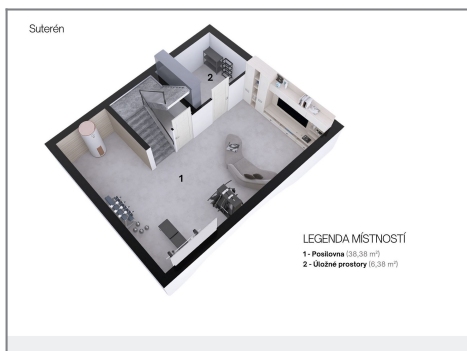 Suterén
2
1
LEGENDA MÍSTNOSTÍ
1 - Posilovna (38,38 m²)
2 - Úložné prostory (6,38 m²)